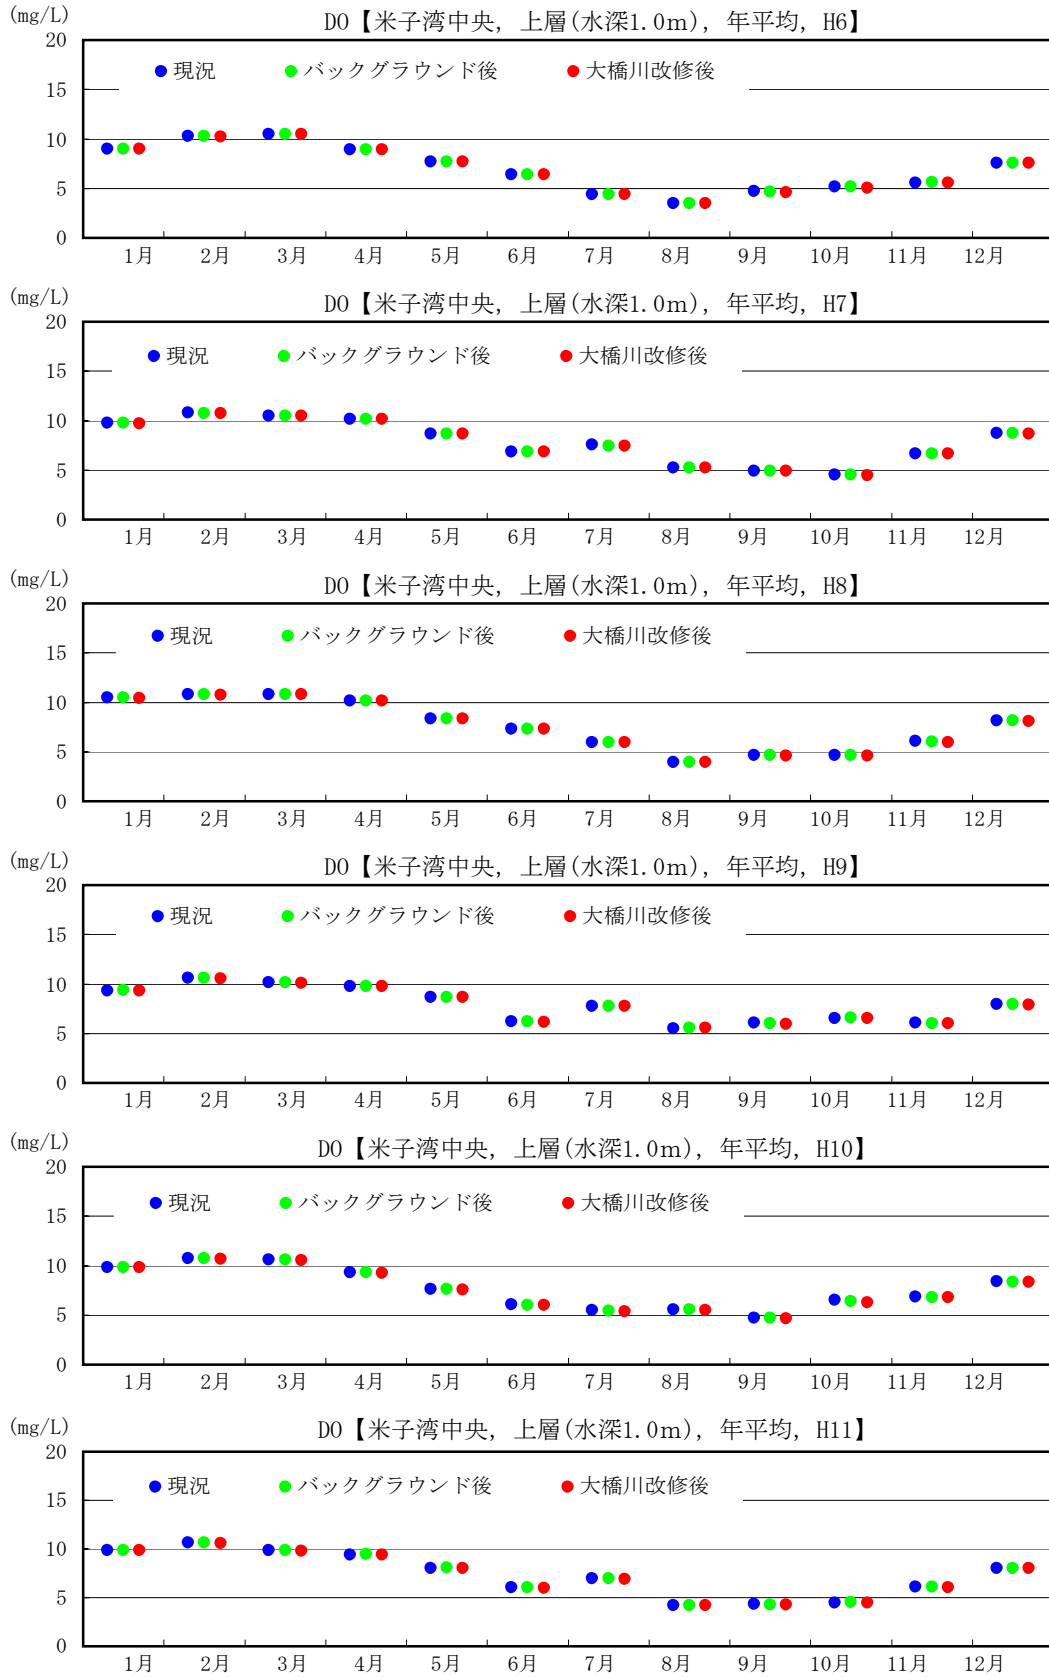 (mg/L) DO【米子湾中央, 上層(水深1.0m), 年平均, H6】
20
● 現況 ● バックグラウンド後 ● 大橋川改修後
15
10
5
0
1月 2月 3月 4月 5月 6月 7月 8月 9月 10月 11月 12月
(mg/L) DO【米子湾中央, 上層(水深1.0m), 年平均, H7】
20
● 現況 ● バックグラウンド後 ● 大橋川改修後
15
10
5
0
1月 2月 3月 4月 5月 6月 7月 8月 9月 10月 11月 12月
(mg/L) DO【米子湾中央, 上層(水深1.0m), 年平均, H8】
20
● 現況 ● バックグラウンド後 ● 大橋川改修後
15
10
5
0
1月 2月 3月 4月 5月 6月 7月 8月 9月 10月 11月 12月
(mg/L) DO【米子湾中央, 上層(水深1.0m), 年平均, H9】
20
● 現況 ● バックグラウンド後 ● 大橋川改修後
15
10
5
0
1月 2月 3月 4月 5月 6月 7月 8月 9月 10月 11月 12月
(mg/L) DO【米子湾中央, 上層(水深1.0m), 年平均, H10】
20
● 現況 ● バックグラウンド後 ● 大橋川改修後
15
10
5
0
1月 2月 3月 4月 5月 6月 7月 8月 9月 10月 11月 12月
(mg/L) DO【米子湾中央, 上層(水深1.0m), 年平均, H11】
20
● 現況 ● バックグラウンド後 ● 大橋川改修後
15
10
5
0
1月 2月 3月 4月 5月 6月 7月 8月 9月 10月 11月 12月